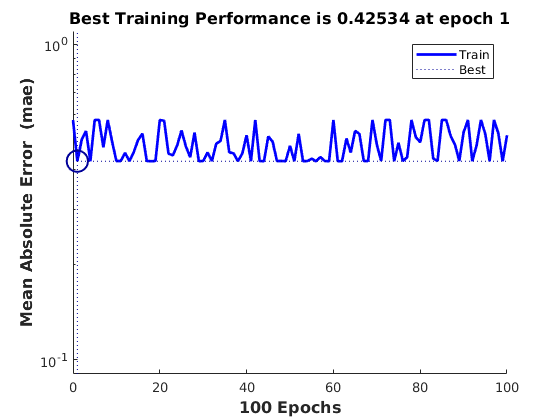 Best Training Performance is 0.42534 at epoch 1
Train
Best
10^0
10^-1
Mean Absolute Error (mae)
0
20
40
60
80
100
100 Epochs